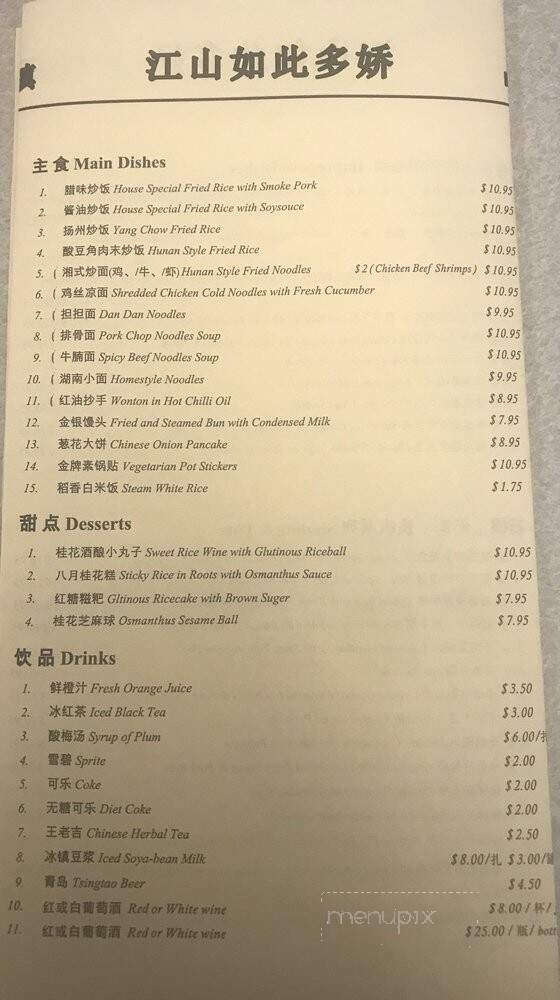 江山如此多娇
主食 Main Dishes
1. 腊味炒饭 House Special Fried Rice with Smoke Pork $10.95
2. 酱油炒饭 House Special Fried Rice with Soysouce $10.95
3. 扬州炒饭 Yang Chow Fried Rice $10.95
4. 酸豆角肉末炒饭 Hunan Style Fried Rice $10.95
5. ( 湘式炒面(鸡、/牛、/虾) Hunan Style Fried Noodles $2 (Chicken Beef Shrimps) $10.95
6. ( 鸡丝凉面 Shredded Chicken Cold Noodles with Fresh Cucumber $10.95
7. ( 担担面 Dan Dan Noodles $9.95
8. ( 排骨面 Pork Chop Noodles Soup $10.95
9. ( 牛腩面 Spicy Beef Noodles Soup $10.95
10. ( 湖南小面 Homestyle Noodles $9.95
11. ( 红油抄手 Wonton in Hot Chilli Oil $8.95
12. 金银馒头 Fried and Steamed Bun with Condensed Milk $7.95
13. 葱花大饼 Chinese Onion Pancake $8.95
14. 金牌素锅贴 Vegetarian Pot Stickers $10.95
15. 稻香白米饭 Steam White Rice $1.75
甜点 Desserts
1. 桂花酒酿小丸子 Sweet Rice Wine with Glutinous Riceball $10.95
2. 八月桂花糕 Sticky Rice in Roots with Osmanthus Sauce $10.95
3. 红糖糍粑 Gltinous Ricecake with Brown Suger $7.95
4. 桂花芝麻球 Osmanthus Sesame Ball $7.95
饮品 Drinks
1. 鲜橙汁 Fresh Orange Juice $3.50
2. 冰红茶 Iced Black Tea $3.00
3. 酸梅汤 Syrup of Plum $6.00/扎
4. 雪碧 Sprite $2.00
5. 可乐 Coke $2.00
6. 无糖可乐 Diet Coke $2.00
7. 王老吉 Chinese Herbal Tea $2.50
8. 冰镇豆浆 Iced Soya-bean Milk $8.00/扎 $3.00/
9. 青岛 Tsingtao Beer $4.50
10. 红或白葡萄酒 Red or White wine $8.00 / 杯/
11. 红或白葡萄酒 Red or White wine $25.00 / 瓶/ bott
menupix